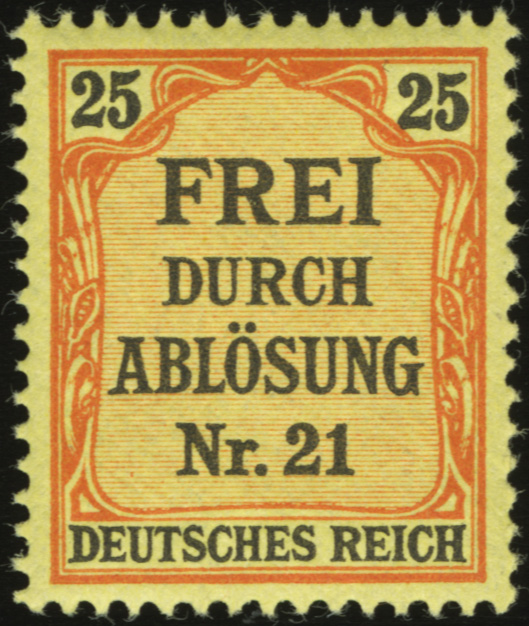 25 25
FREI
DURCH
ABLÖSUNG
Nr. 21
DEUTSCHES REICH